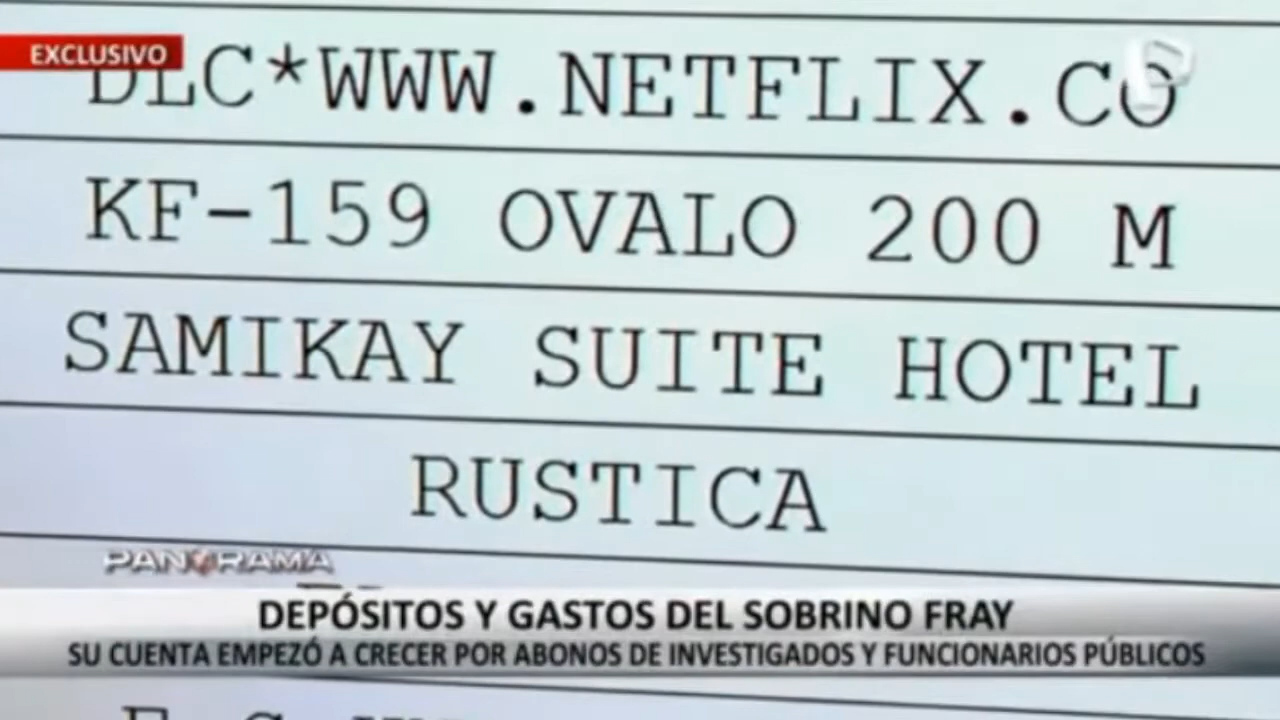 EXCLUSIVO
DLC*WWW.NETFLIX.CO
KF-159 OVALO 200 M
SAMIKAY SUITE HOTEL
RUSTICA
PANORAMA
DEPÓSITOS Y GASTOS DEL SOBRINO FRAY
SU CUENTA EMPEZÓ A CRECER POR ABONOS DE INVESTIGADOS Y FUNCIONARIOS PÚBLICOS